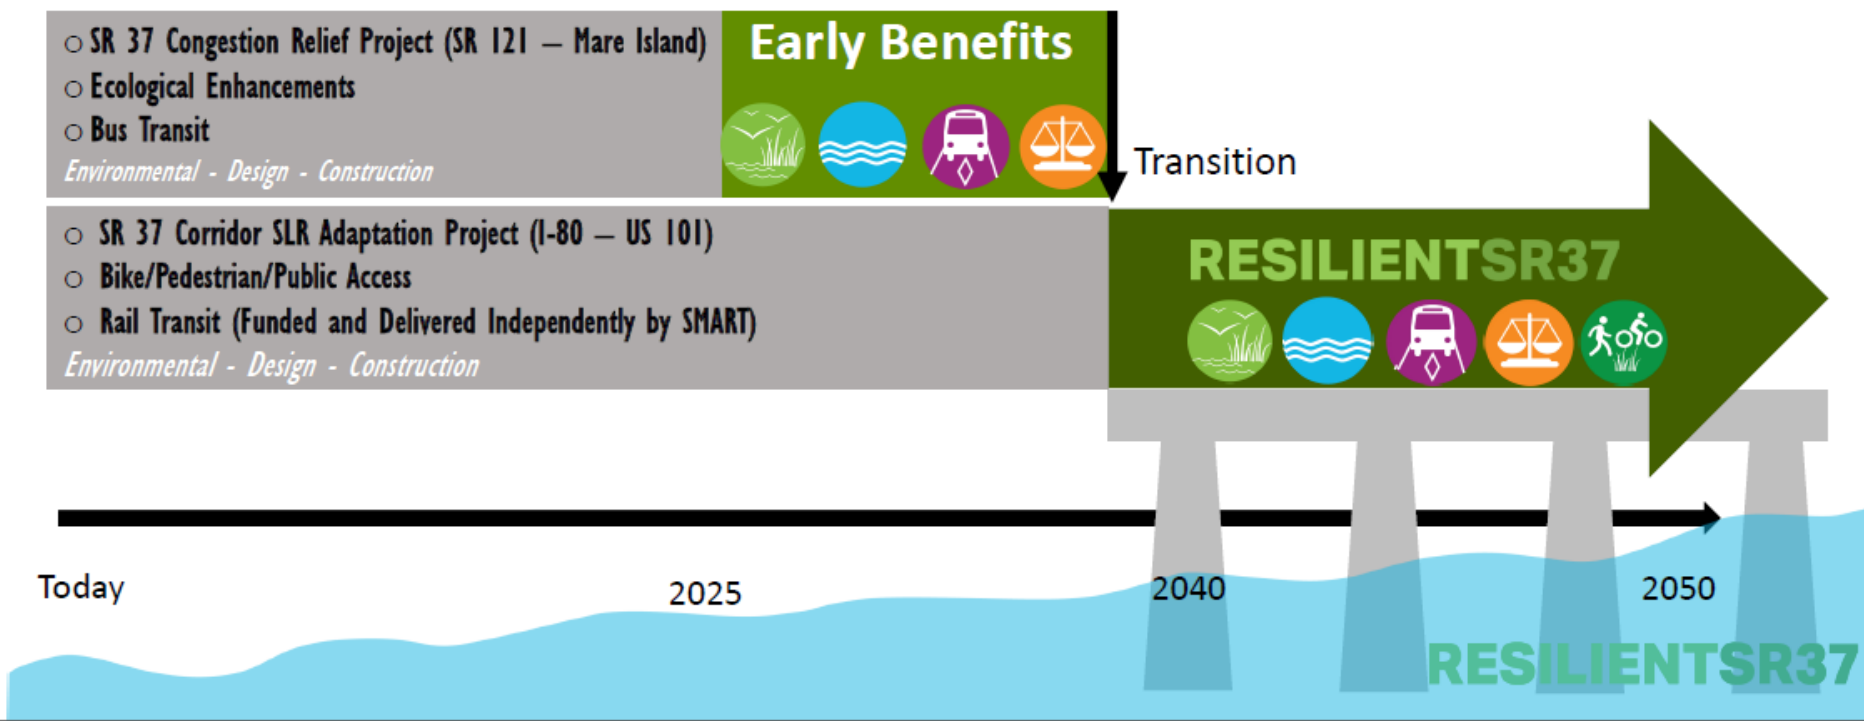 ○ SR 37 Congestion Relief Project (SR 121 – Mare Island)
○ Ecological Enhancements
○ Bus Transit
Environmental - Design - Construction
Early Benefits
Transition
○ SR 37 Corridor SLR Adaptation Project (I-80 – US 101)
○ Bike/Pedestrian/Public Access
○ Rail Transit (Funded and Delivered Independently by SMART)
Environmental - Design - Construction
RESILIENTSR37
Today
2025
2040
2050
RESILIENTSR37